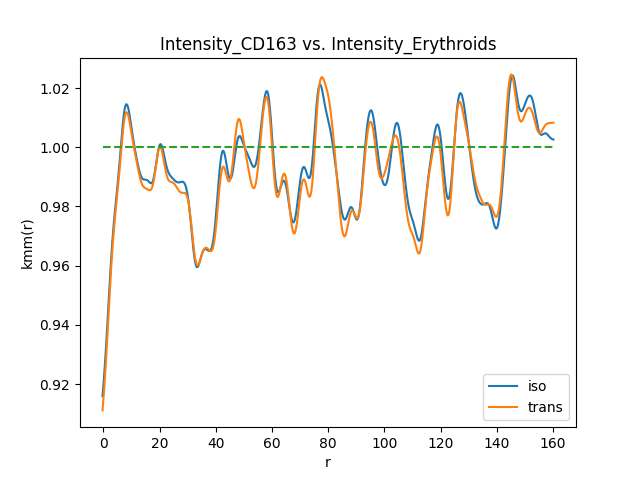 Intensity_CD163 vs. Intensity_Erythroids
kmm(r)
1.02
1.00
0.98
0.96
0.94
0.92
0 20 40 60 80 100 120 140 160
r
iso
trans